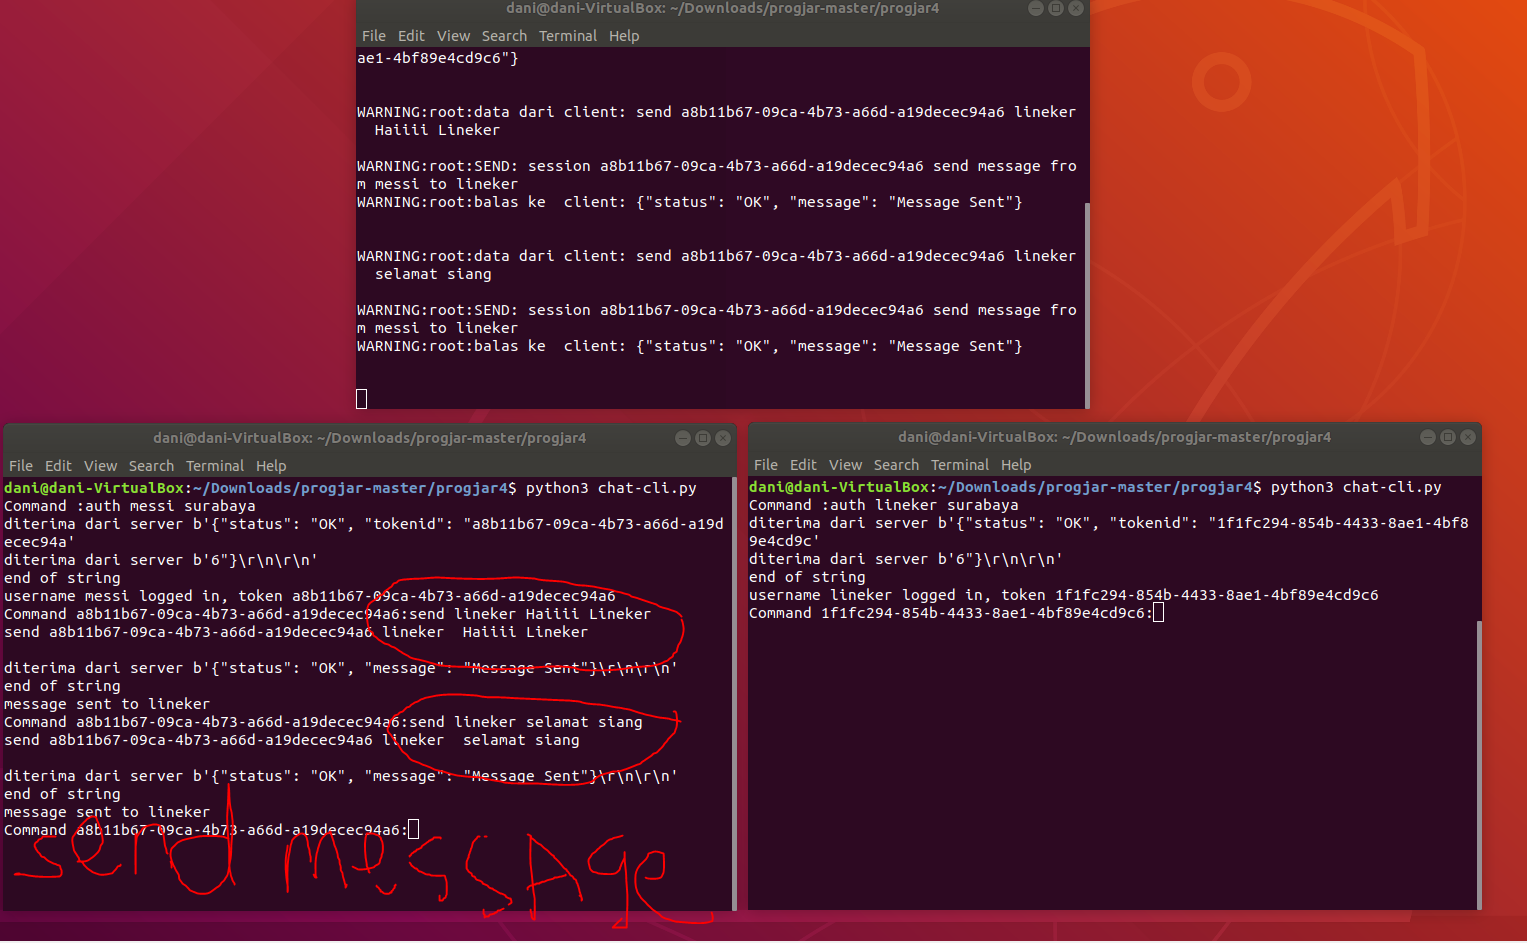 dani@dani-VirtualBox: ~/Downloads/progjar-master/progjar4
File Edit View Search Terminal Help
ae1-4bf89e4cd9c6"}
WARNING:root:data dari client: send a8b11b67-09ca-4b73-a66d-a19decec94a6 lineker
  Haiiii Lineker
WARNING:root:SEND: session a8b11b67-09ca-4b73-a66d-a19decec94a6 send message fro
m messi to lineker
WARNING:root:balas ke  client: {"status": "OK", "message": "Message Sent"}
WARNING:root:data dari client: send a8b11b67-09ca-4b73-a66d-a19decec94a6 lineker
  selamat siang
WARNING:root:SEND: session a8b11b67-09ca-4b73-a66d-a19decec94a6 send message fro
m messi to lineker
WARNING:root:balas ke  client: {"status": "OK", "message": "Message Sent"}
dani@dani-VirtualBox: ~/Downloads/progjar-master/progjar4
File Edit View Search Terminal Help
dani@dani-VirtualBox:~/Downloads/progjar-master/progjar4$ python3 chat-cli.py
Command :auth messi surabaya
diterima dari server b'{"status": "OK", "tokenid": "a8b11b67-09ca-4b73-a66d-a19d
ecec94a'
diterima dari server b'6"}\r\n\r\n'
end of string
username messi logged in, token a8b11b67-09ca-4b73-a66d-a19decec94a6
Command a8b11b67-09ca-4b73-a66d-a19decec94a6:send lineker Haiiii Lineker
send a8b11b67-09ca-4b73-a66d-a19decec94a6 lineker  Haiiii Lineker
diterima dari server b'{"status": "OK", "message": "Message Sent"}\r\n\r\n'
end of string
message sent to lineker
Command a8b11b67-09ca-4b73-a66d-a19decec94a6:send lineker selamat siang
send a8b11b67-09ca-4b73-a66d-a19decec94a6 lineker  selamat siang
diterima dari server b'{"status": "OK", "message": "Message Sent"}\r\n\r\n'
end of string
message sent to lineker
Command a8b11b67-09ca-4b73-a66d-a19decec94a6:
send messAge
dani@dani-VirtualBox: ~/Downloads/progjar-master/progjar4
File Edit View Search Terminal Help
dani@dani-VirtualBox:~/Downloads/progjar-master/progjar4$ python3 chat-cli.py
Command :auth lineker surabaya
diterima dari server b'{"status": "OK", "tokenid": "1f1fc294-854b-4433-8ae1-4bf8
9e4cd9c'
diterima dari server b'6"}\r\n\r\n'
end of string
username lineker logged in, token 1f1fc294-854b-4433-8ae1-4bf89e4cd9c6
Command 1f1fc294-854b-4433-8ae1-4bf89e4cd9c6: